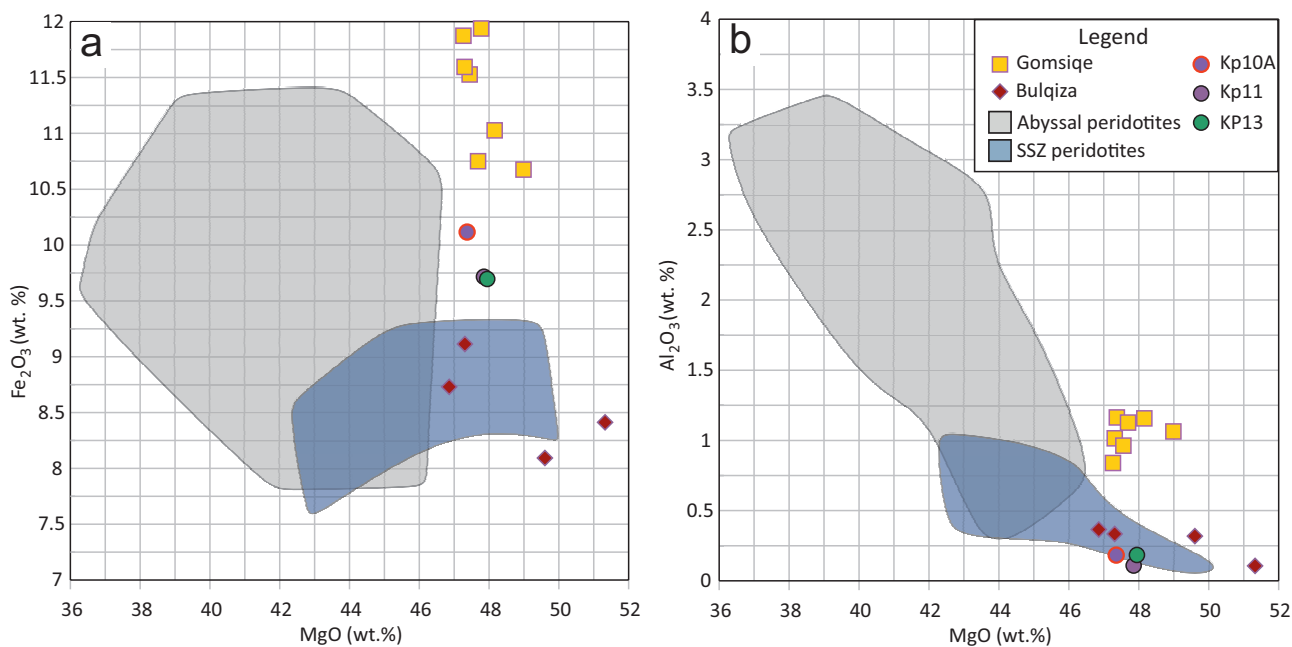 a
12
11.5
11
10.5
10
9.5
9
8.5
8
7.5
7
Fe2O3 (wt. %)
36 38 40 42 44 46 48 50 52
MgO (wt.%)
b
4
3.5
3
2.5
2
1.5
1
0.5
0
Al2O3 (wt. %)
36 38 40 42 44 46 48 50 52
MgO (wt.%)
Legend
Gomsiqe Kp10A
Bulqiza Kp11
Abyssal peridotites KP13
SSZ peridotites